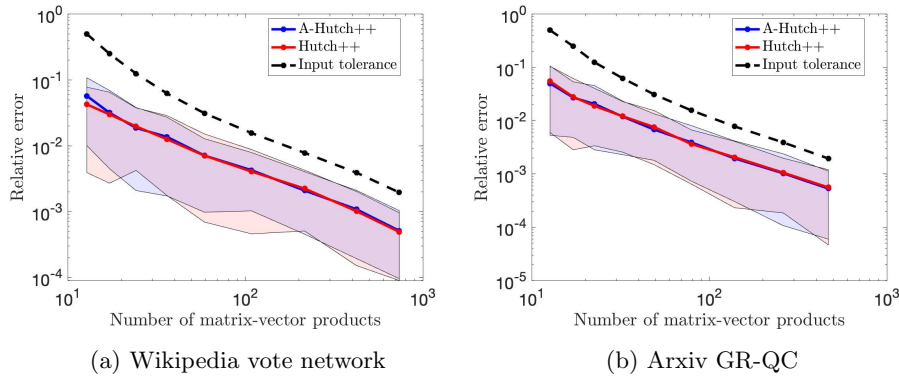 10^0
10^-1
10^-2
10^-3
10^-4
Relative error
10^1
10^2
10^3
Number of matrix-vector products
A-Hutch++
Hutch++
Input tolerance
(a) Wikipedia vote network
10^0
10^-1
10^-2
10^-3
10^-4
10^-5
Relative error
10^1
10^2
10^3
Number of matrix-vector products
A-Hutch++
Hutch++
Input tolerance
(b) Arxiv GR-QC